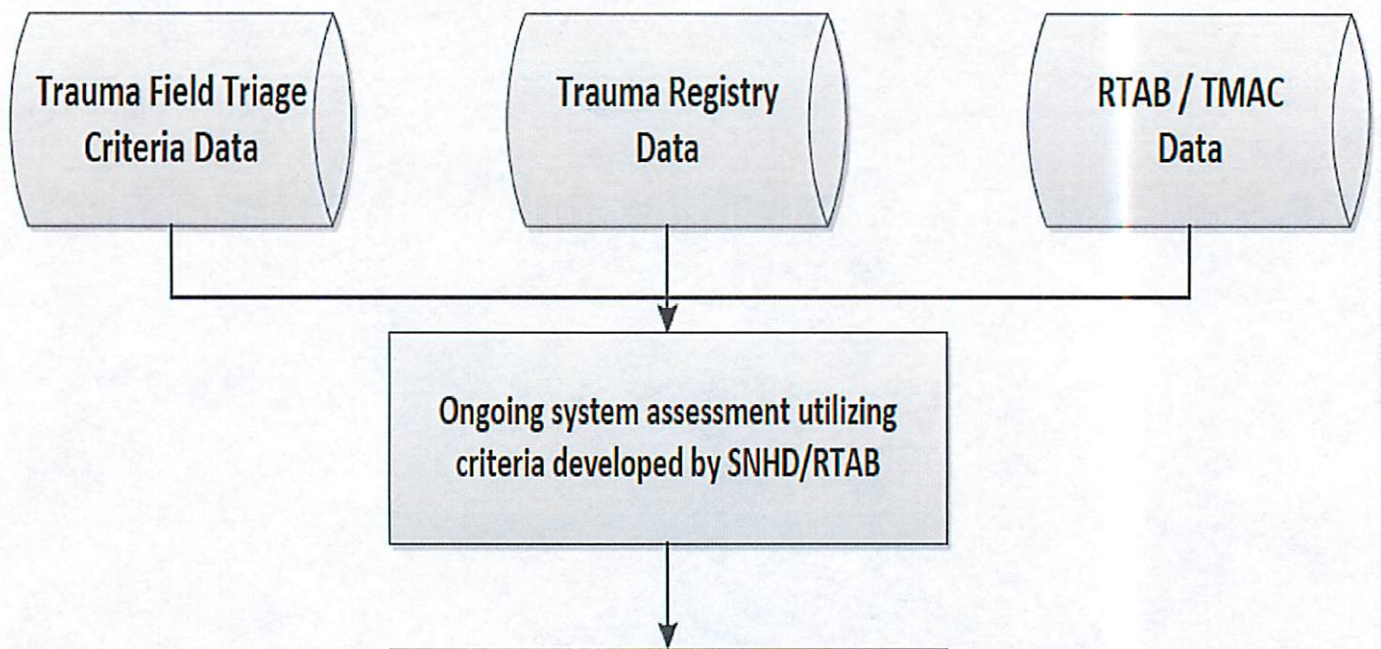 Trauma Field Triage
Criteria Data
Trauma Registry
Data
RTAB / TMAC
Data
Ongoing system assessment utilizing
criteria developed by SNHD/RTAB